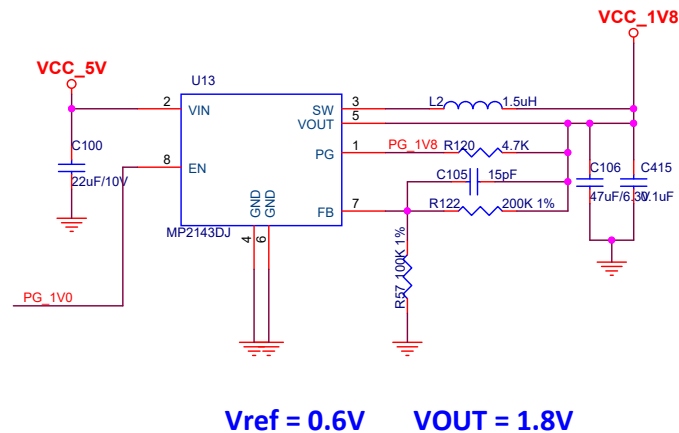 VCC_1V8
VCC_5V
U13
2 VIN
SW 3 L2 1.5uH
VOUT 5
PG 1 PG_1V8 R120 4.7K
C100
22uF/10V
8 EN
C105 15pF
C106
47uF/6.3V
C415
0.1uF
FB 7 R122 200K 1%
GND
GND
MP2143DJ
4
6
R57 100K 1%
PG_1V0
Vref = 0.6V VOUT = 1.8V